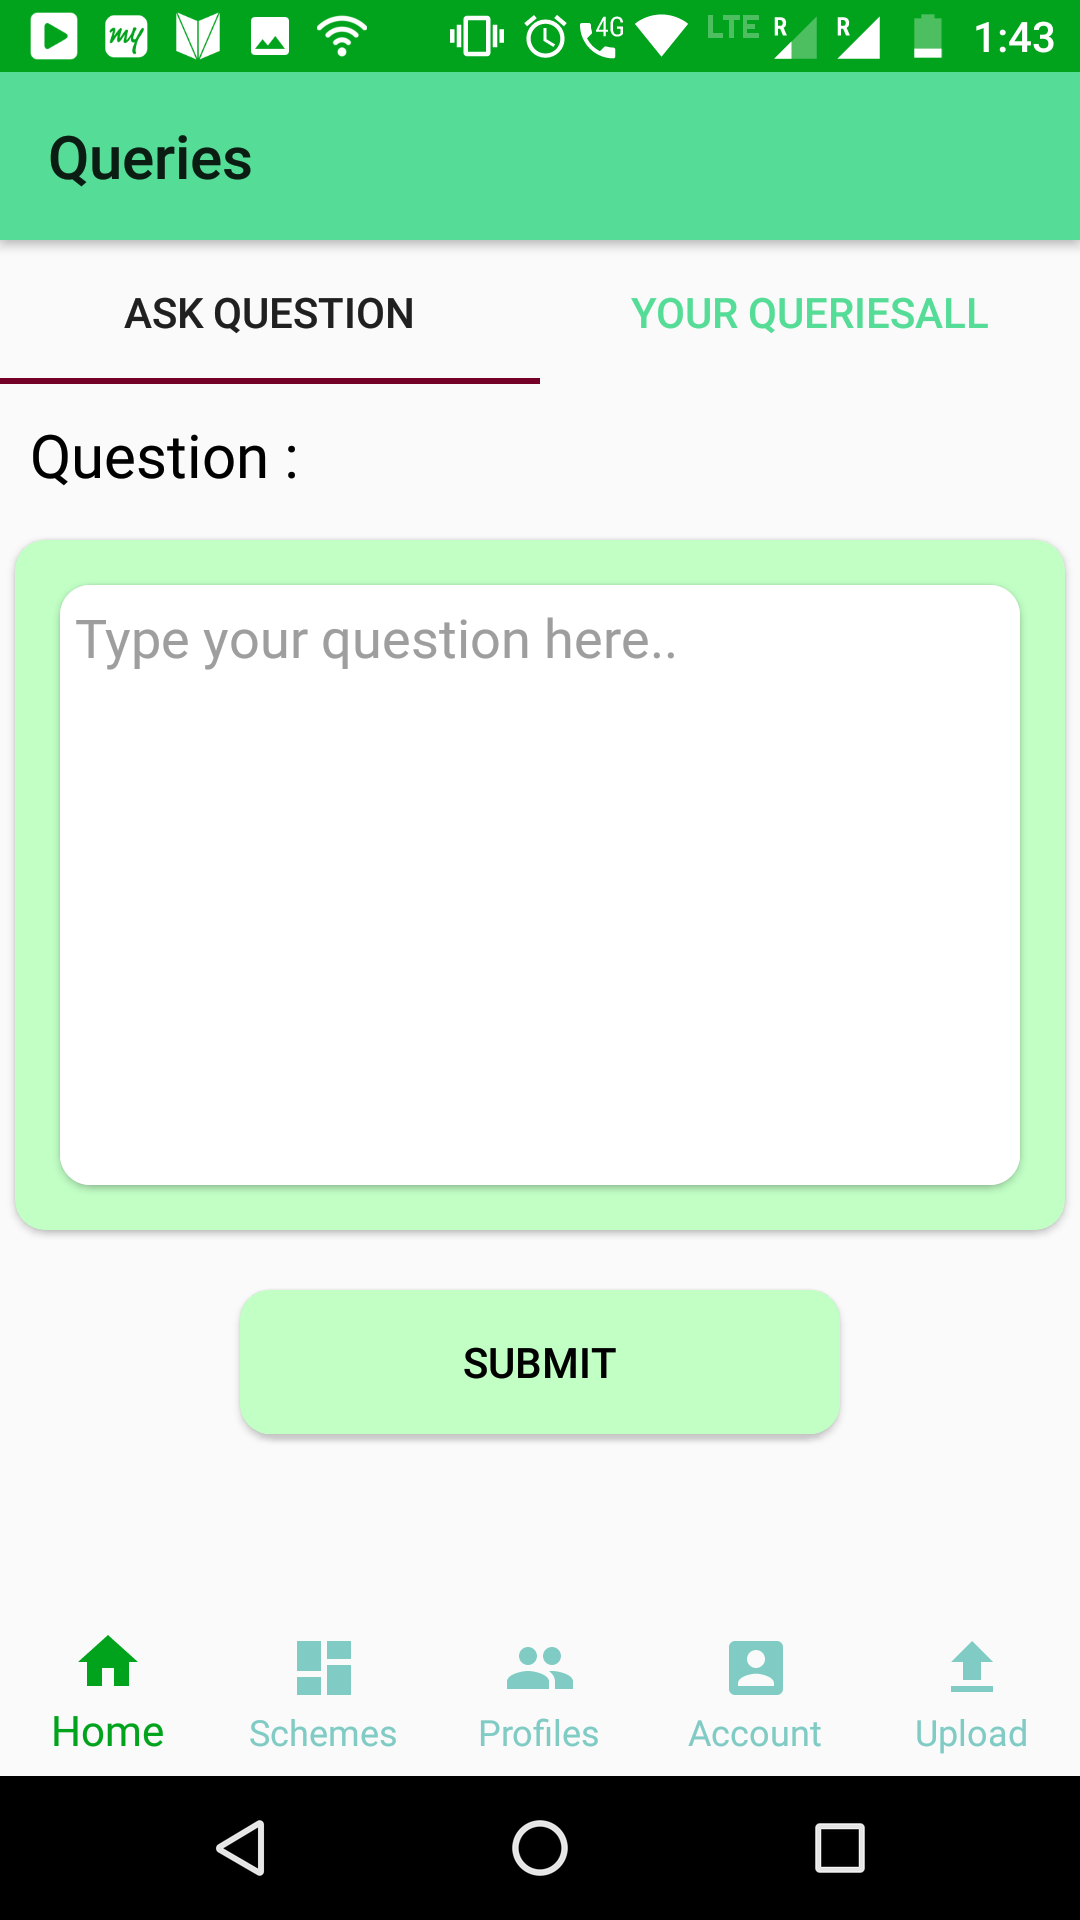 my 4G LTE R R 1:43
Queries
ASK QUESTION YOUR QUERIESALL
Question :
Type your question here..
SUBMIT
Home Schemes Profiles Account Upload